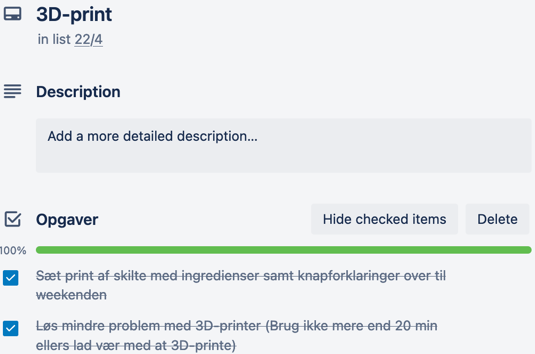 3D-print
in list 22/4
Description
Add a more detailed description...
Opgaver
Hide checked items
Delete
100%
Sæt print af skilte med ingredienser samt knapforklaringer over til
weekenden
Løs mindre problem med 3D-printer (Brug ikke mere end 20 min
ellers lad vær med at 3D-printe)